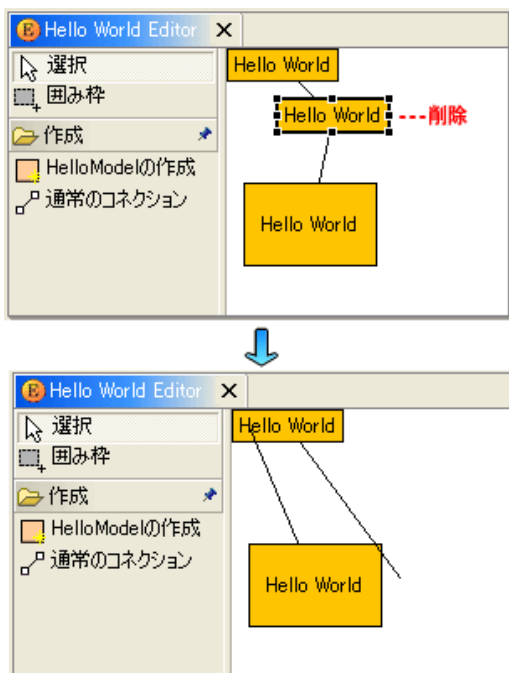 Hello World Editor
選択
囲み枠
作成
HelloModelの作成
通常のコネクション
Hello World
Hello World
---削除
Hello World
Hello World Editor
選択
囲み枠
作成
HelloModelの作成
通常のコネクション
Hello World
Hello World